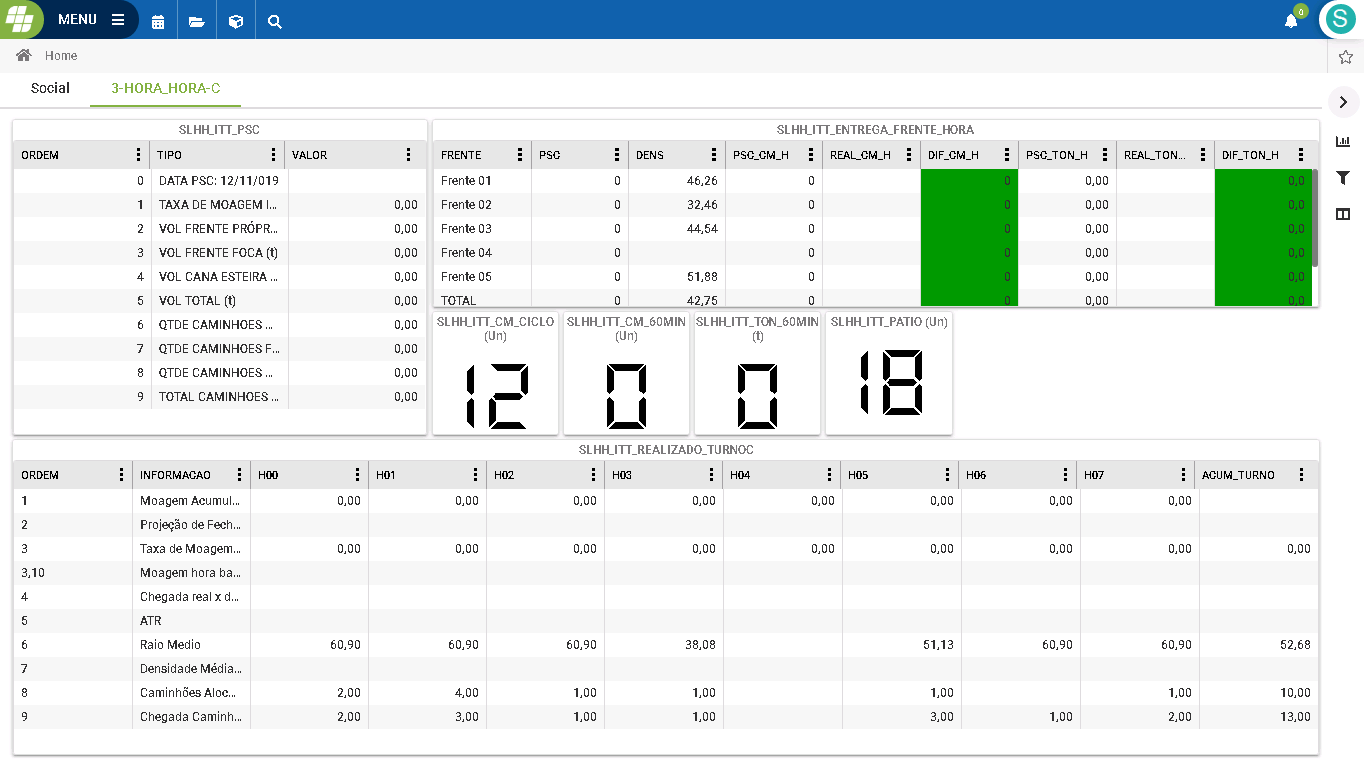 MENU
0
S
Home
Social 3-HORA_HORA-C
SLHH_ITT_PSC
ORDEM TIPO VALOR
0 DATA PSC: 12/11/019
1 TAXA DE MOAGEM I... 0,00
2 VOL FRENTE PRÓPR... 0,00
3 VOL FRENTE FOCA (t) 0,00
4 VOL CANA ESTEIRA ... 0,00
5 VOL TOTAL (t) 0,00
6 QTDE CAMINHOES ... 0,00
7 QTDE CAMINHOES F... 0,00
8 QTDE CAMINHOES ... 0,00
9 TOTAL CAMINHOES ... 0,00
SLHH_ITT_ENTREGA_FRENTE_HORA
FRENTE PSC DENS PSC_CM_H REAL_CM_H DIF_CM_H PSC_TON_H REAL_TON... DIF_TON_H
Frente 01 0 46,26 0 0 0,00 0,0
Frente 02 0 32,46 0 0 0,00 0,0
Frente 03 0 44,54 0 0 0,00 0,0
Frente 04 0 0 0 0,00 0,0
Frente 05 0 51,88 0 0 0,00 0,0
TOTAL 0 42,75 0 0 0,00 0,0
SLHH_ITT_CM_CICLO
(Un)
12
SLHH_ITT_CM_60MIN
(Un)
0
SLHH_ITT_TON_60MIN
(t)
0
SLHH_ITT_PATIO (Un)
18
SLHH_ITT_REALIZADO_TURNOC
ORDEM INFORMACAO H00 H01 H02 H03 H04 H05 H06 H07 ACUM_TURNO
1 Moagem Acumul... 0,00 0,00 0,00 0,00 0,00 0,00 0,00 0,00
2 Projeção de Fech...
3 Taxa de Moagem... 0,00 0,00 0,00 0,00 0,00 0,00 0,00 0,00 0,00
3,10 Moagem hora ba...
4 Chegada real x d...
5 ATR
6 Raio Medio 60,90 60,90 60,90 38,08 51,13 60,90 60,90 52,68
7 Densidade Média...
8 Caminhões Aloc... 2,00 4,00 1,00 1,00 1,00 1,00 10,00
9 Chegada Caminh... 2,00 3,00 1,00 1,00 3,00 1,00 2,00 13,00